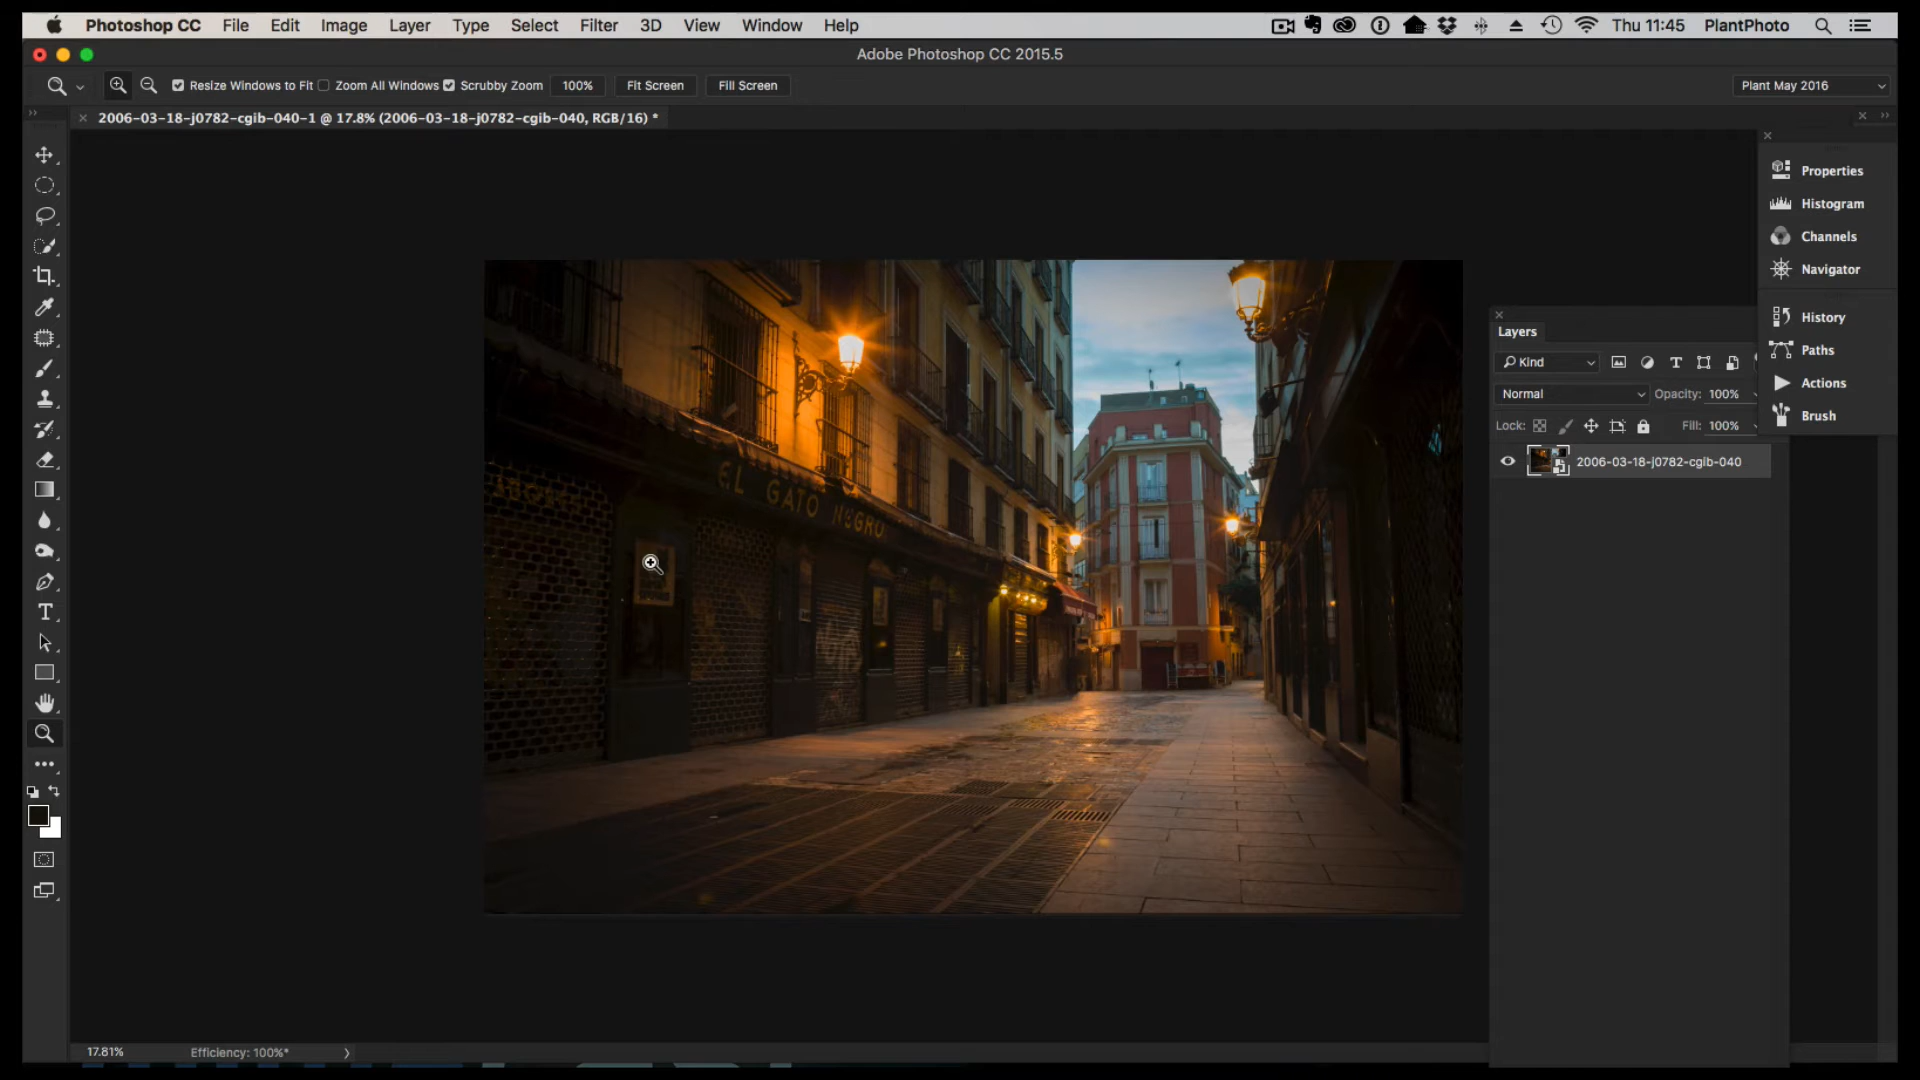 Photoshop CC File Edit Image Layer Type Select Filter 3D View Window Help Thu 11:45 PlantPhoto
Adobe Photoshop CC 2015.5
Resize Windows to Fit Zoom All Windows Scrubby Zoom 100% Fit Screen Fill Screen Plant May 2016
2006-03-18-j0782-cgib-040-1 @ 17.8% (2006-03-18-j0782-cgib-040, RGB/16) *
Properties
Histogram
Channels
Navigator
History
Paths
Actions
Brush
Layers
Kind
Normal Opacity: 100%
Lock: Fill: 100%
2006-03-18-j0782-cgib-040
EL GATO NEGRO
17.81% Efficiency: 100%*